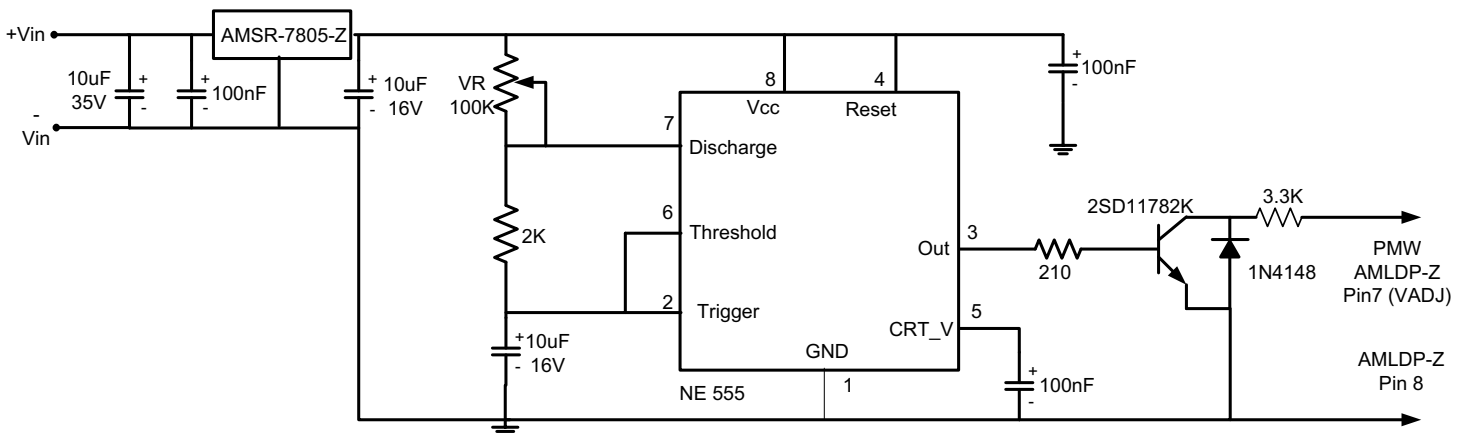 +Vin
AMSR-7805-Z
10uF
35V
+
-
+
-
100nF
+
-
10uF
16V
-
Vin
VR
100K
2K
+
-
10uF
16V
7
6
2
8
4
Vcc
Reset
Discharge
Threshold
Trigger
Out
CRT_V
GND
NE 555
1
3
5
+
-
100nF
210
+
-
100nF
2SD11782K
1N4148
3.3K
PMW
AMLDP-Z
Pin7 (VADJ)
AMLDP-Z
Pin 8